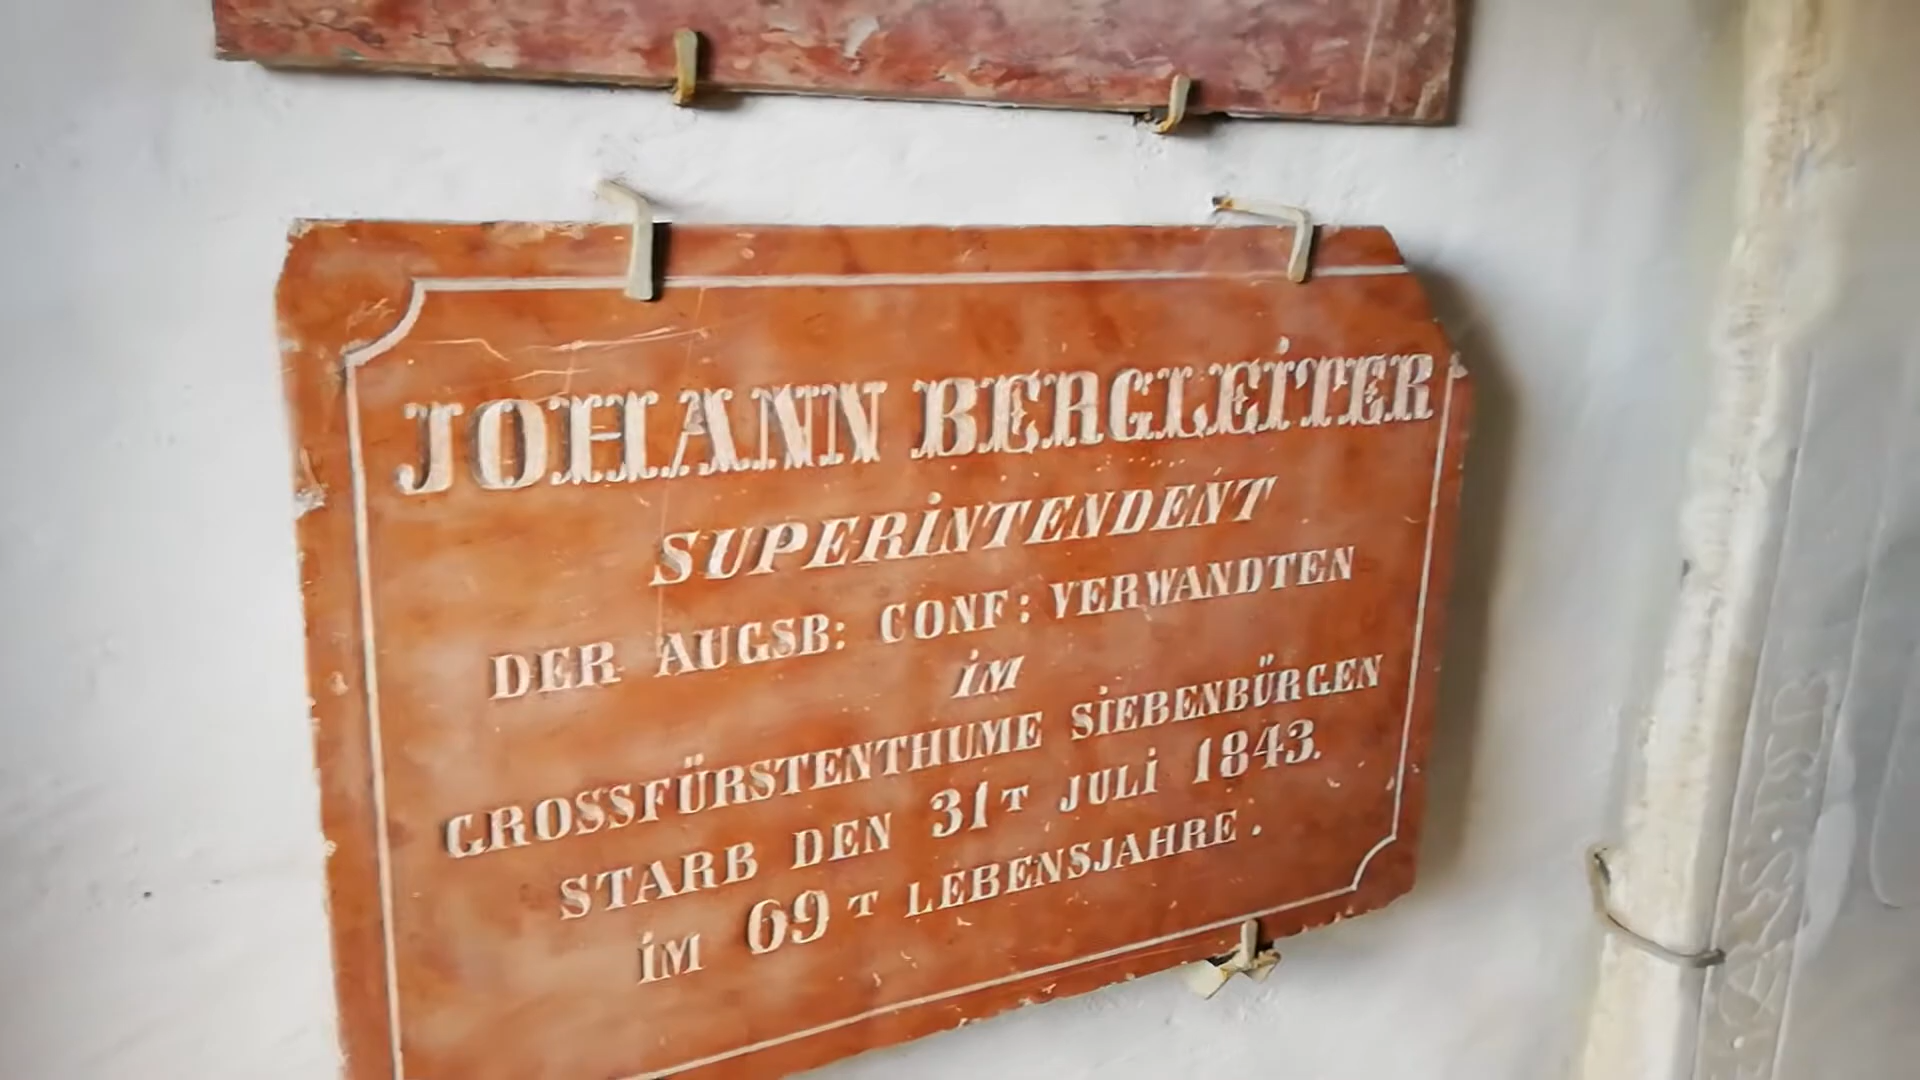 JOHANN BERGLEITER
SUPERINTENDENT
DER AUGSB: CONF: VERWANDTEN
IM
GROSSFÜRSTENTHUME SIEBENBÜRGEN
STARB DEN 31T JULI 1843.
IM 69T LEBENSJAHRE.